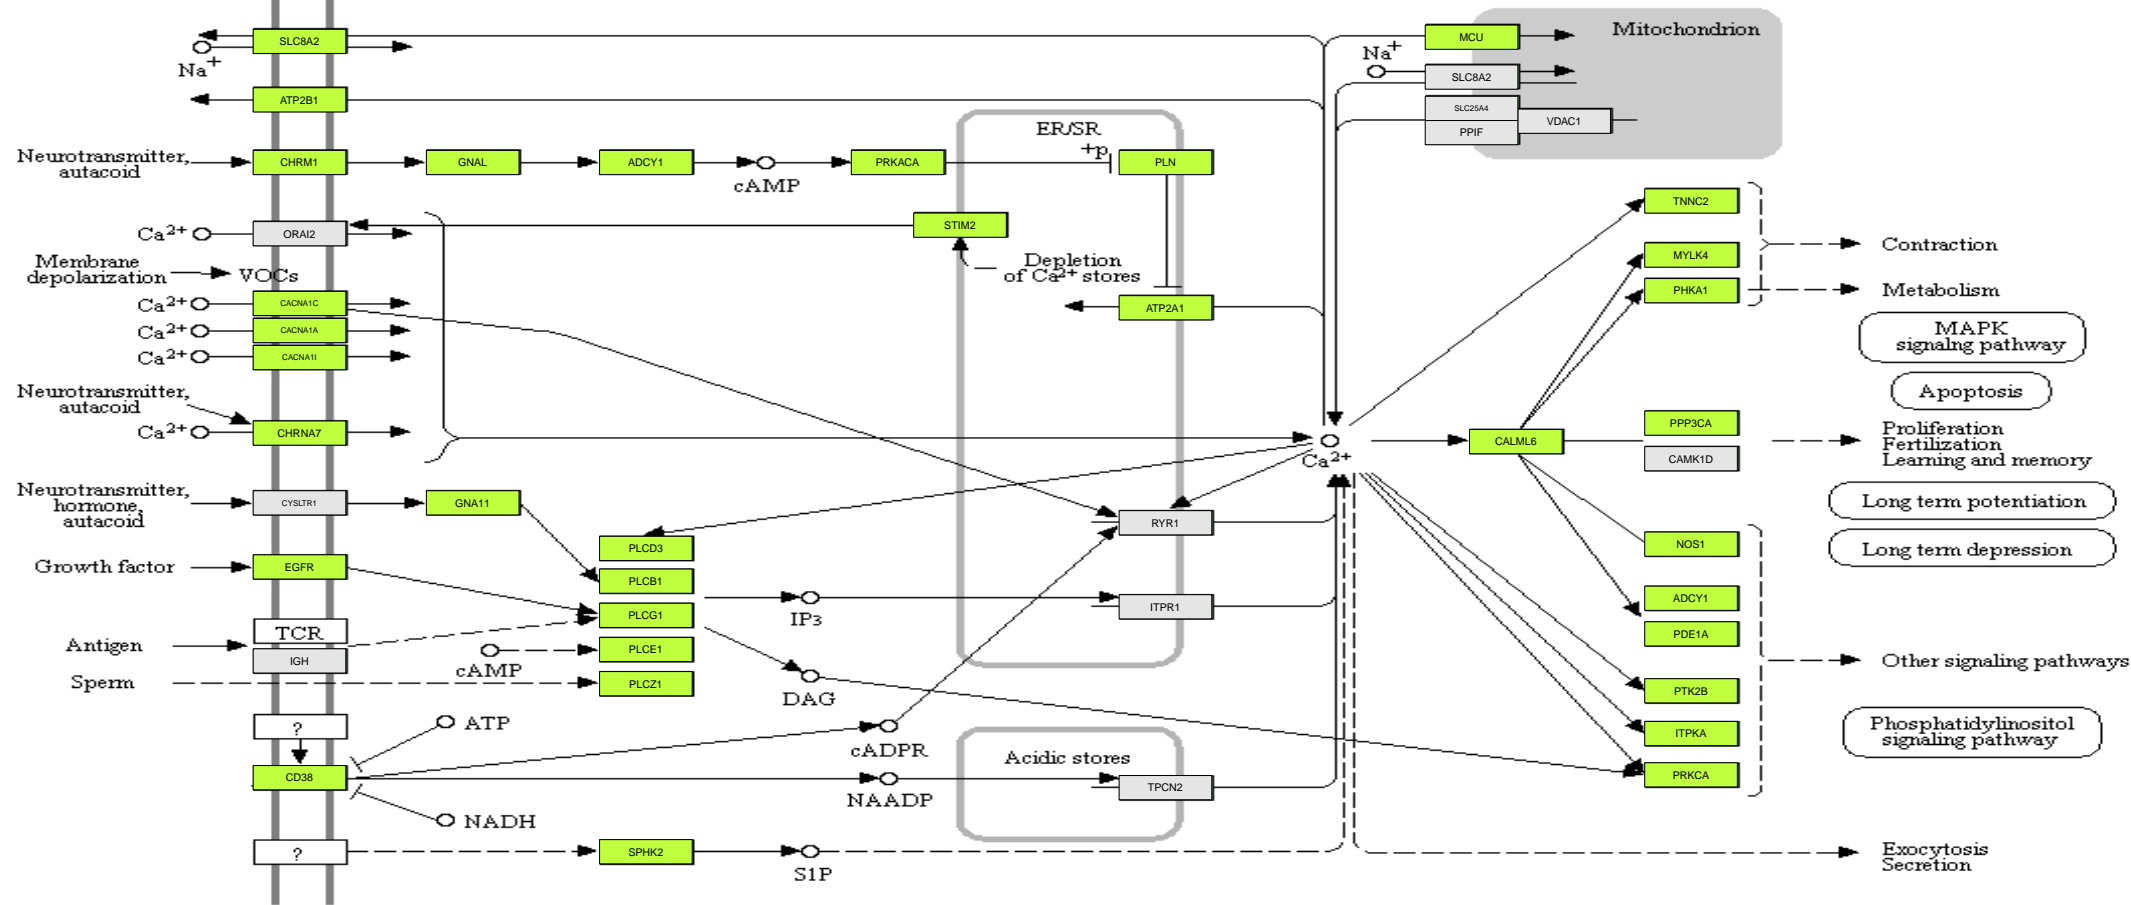 SLC8A2
Na+
ATP2B1
Neurotransmitter,
autacoid
CHRM1
GNAL
ADCY1
cAMP
PRKACA
ER/SR
+p
PLN
MCU
Mitochondrion
Na+
SLC8A2
SLC25A4
PPIF
VDAC1
Ca2+
ORAI2
STIM2
Depletion
of Ca2+ stores
Membrane
depolarization
VOCs
Ca2+
CACNA1C
Ca2+
CACNA1A
Ca2+
CACNA1I
ATP2A1
Neurotransmitter,
autacoid
Ca2+
CHRNA7
Ca2+
CALML6
TNNC2
MYLK4
PHKA1
Contraction
Metabolism
MAPK
signalng pathway
Apoptosis
PPP3CA
CAMK1D
Proliferation
Fertilization
Learning and memory
Long term potentiation
Long term depression
Neurotransmitter,
hormone,
autacoid
CYSLTR1
GNA11
RYR1
NOS1
Growth factor
EGFR
PLCD3
PLCB1
PLCG1
PLCE1
PLCZ1
IP3
ITPR1
ADCY1
PDE1A
Antigen
TCR
IGH
cAMP
Sperm
DAG
Other signaling pathways
PTK2B
ITPKA
PRKCA
Phosphatidylinositol
signaling pathway
?
ATP
CD38
cADPR
NAADP
NADH
Acidic stores
TPCN2
?
SPHK2
S1P
Exocytosis
Secretion